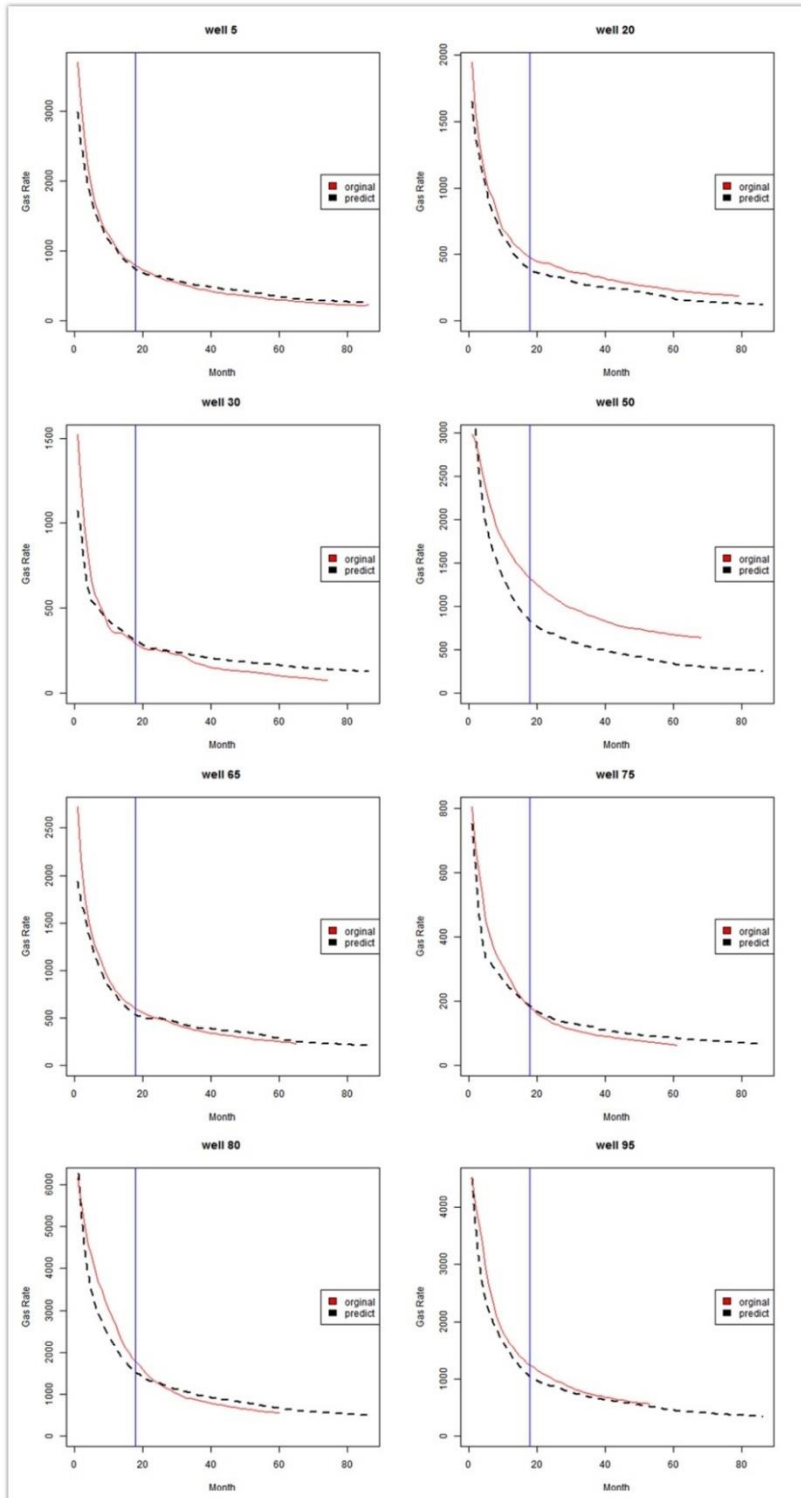 well 5
Gas Rate
3000
2000
1000
0
orginal
predict
0 20 40 60 80
Month
well 20
Gas Rate
2000
1500
1000
500
0
orginal
predict
0 20 40 60 80
Month
well 30
Gas Rate
1500
1000
500
0
orginal
predict
0 20 40 60 80
Month
well 50
Gas Rate
3000
2500
2000
1500
1000
500
0
orginal
predict
0 20 40 60 80
Month
well 65
Gas Rate
2500
2000
1500
1000
500
0
orginal
predict
0 20 40 60 80
Month
well 75
Gas Rate
800
600
400
200
0
orginal
predict
0 20 40 60 80
Month
well 80
Gas Rate
6000
5000
4000
3000
2000
1000
0
orginal
predict
0 20 40 60 80
Month
well 95
Gas Rate
4000
3000
2000
1000
0
orginal
predict
0 20 40 60 80
Month